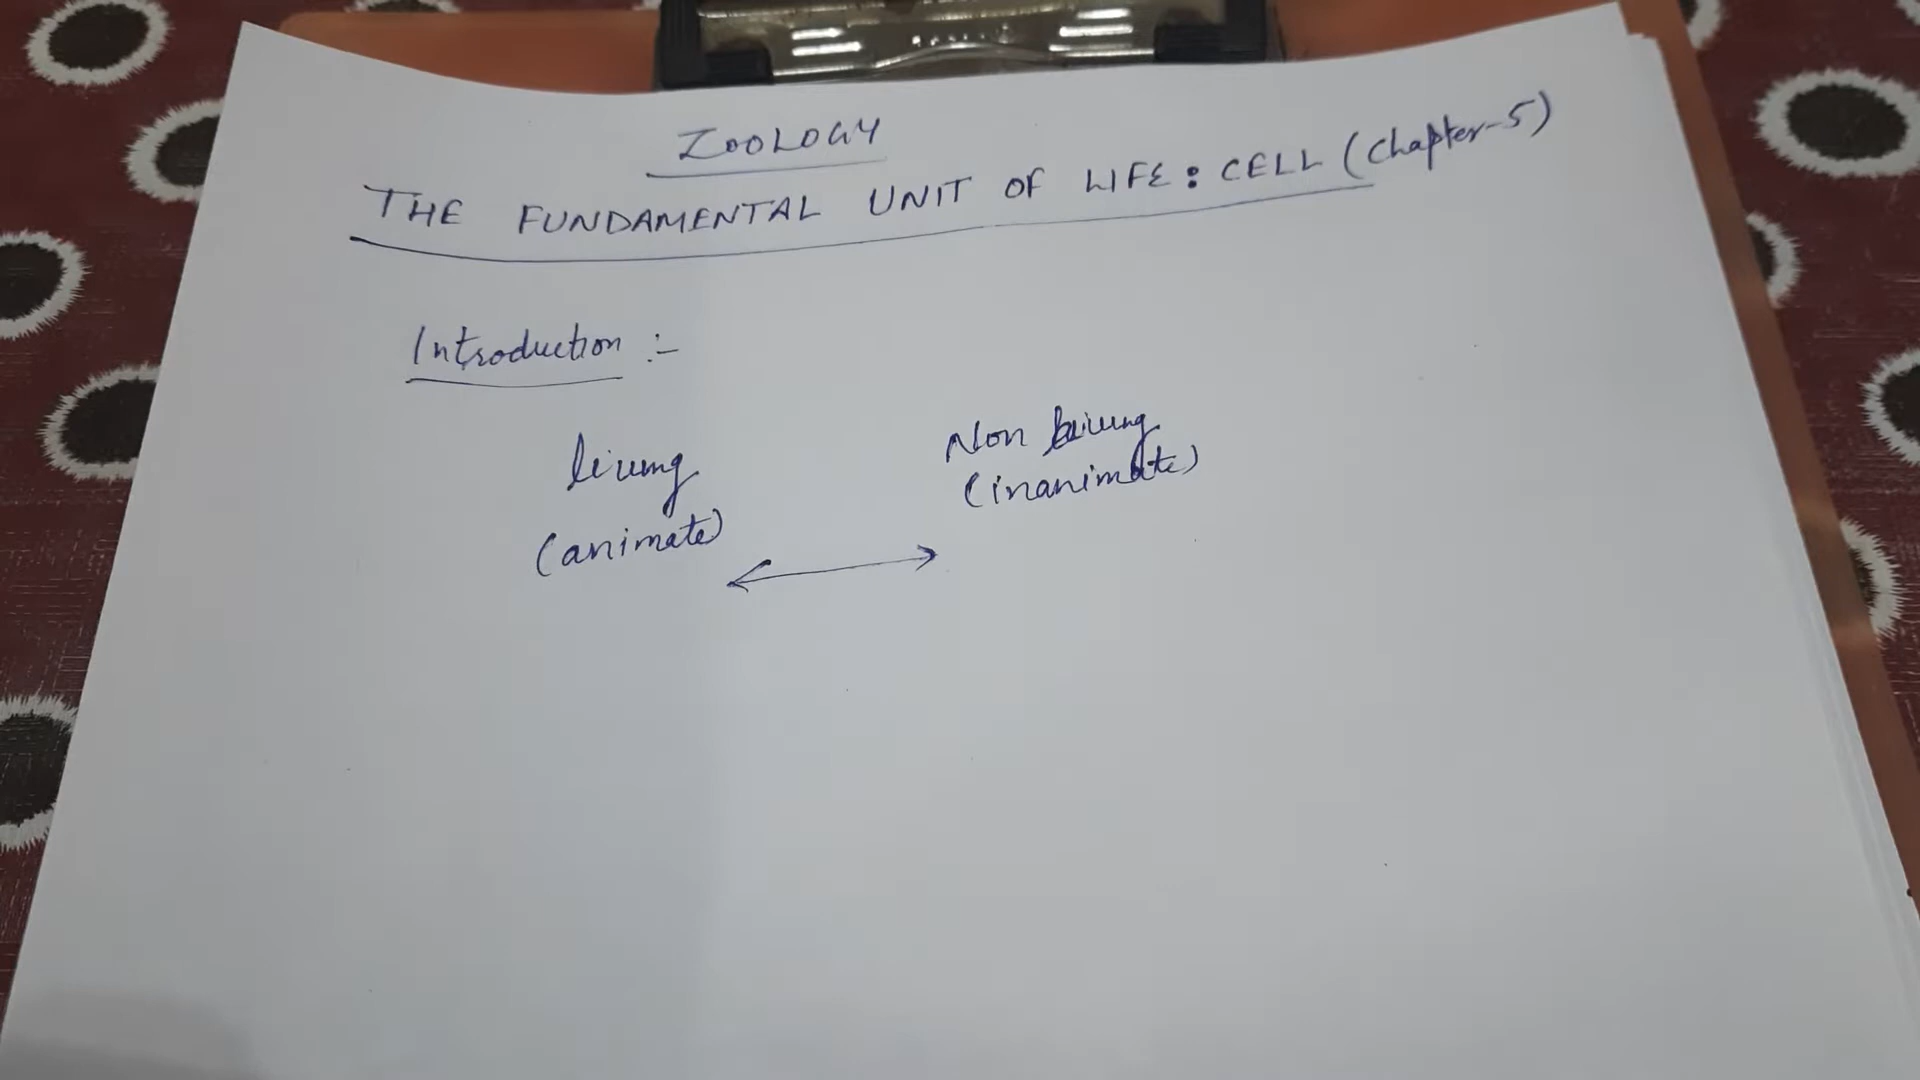 ZOOLOGY
THE FUNDAMENTAL UNIT OF LIFE: CELL (Chapter-5)
Introduction :-
living
(animate)
Non living
(inanimate)